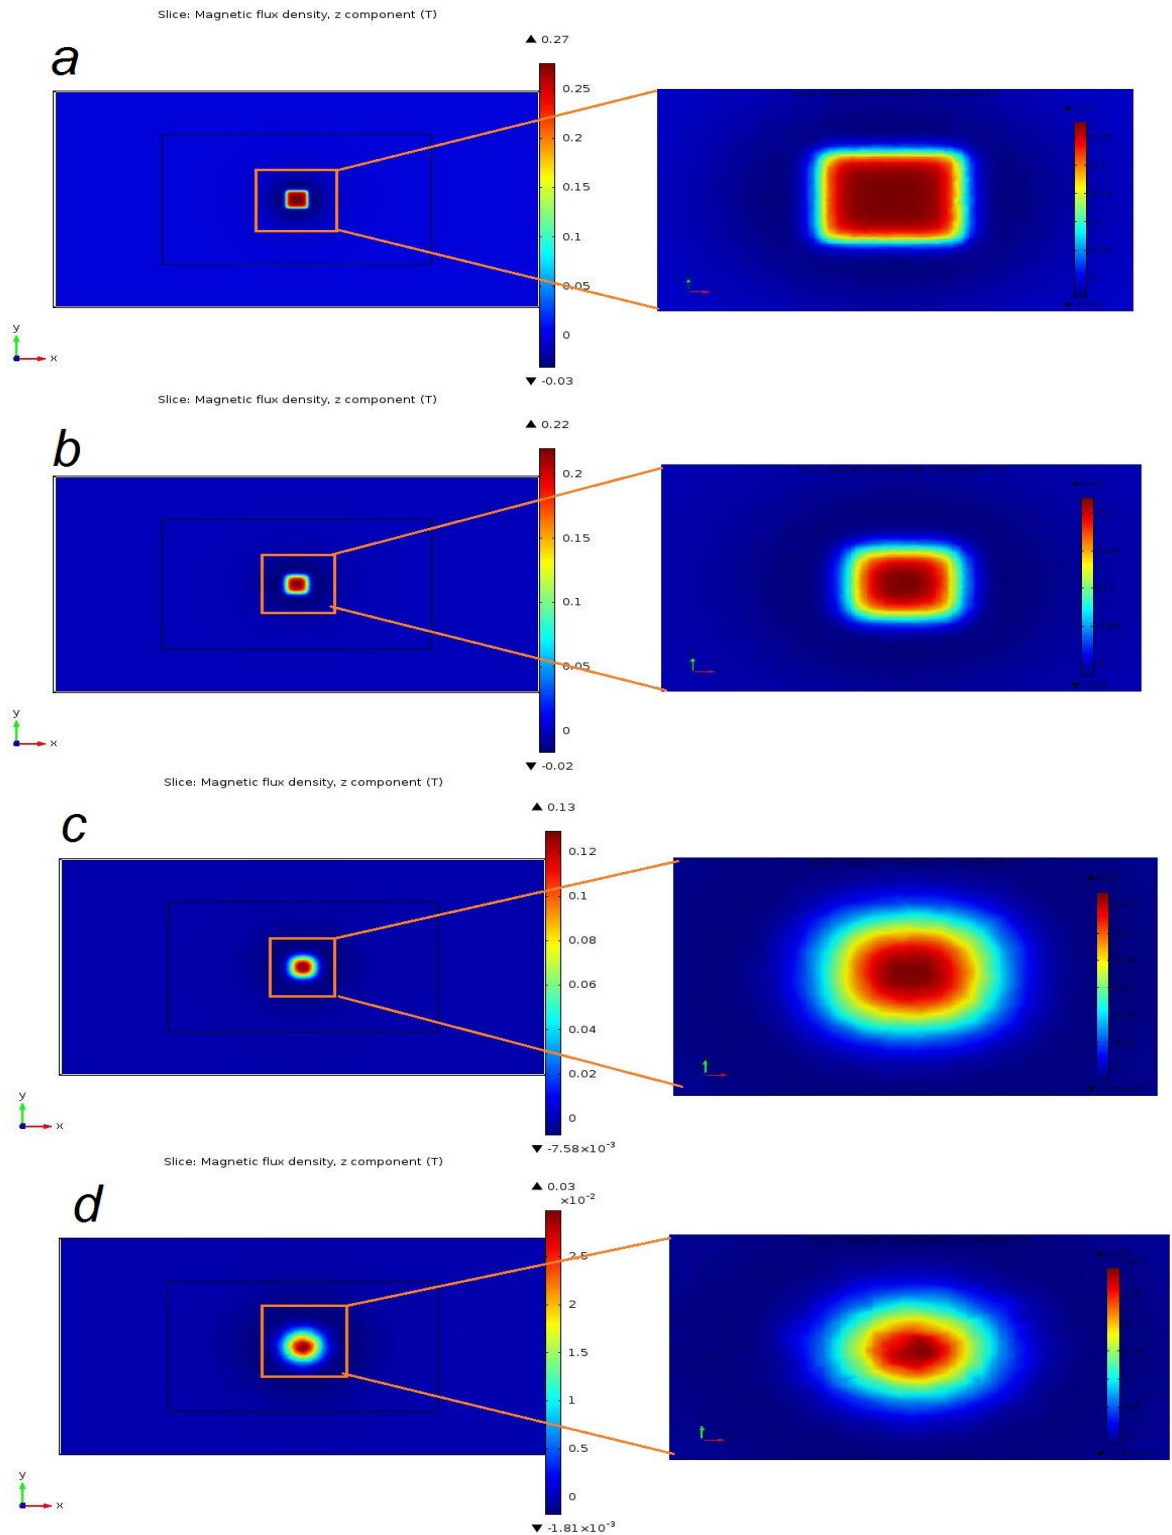 Slice: Magnetic flux density, z component (T)
a
▲ 0.27
0.25
0.2
0.15
0.1
0.05
0
▼ -0.03
y
x
Slice: Magnetic flux density, z component (T)
b
▲ 0.22
0.2
0.15
0.1
0.05
0
▼ -0.02
y
x
Slice: Magnetic flux density, z component (T)
c
▲ 0.13
0.12
0.1
0.08
0.06
0.04
0.02
0
▼ -7.58×10⁻³
y
x
Slice: Magnetic flux density, z component (T)
d
▲ 0.03
×10⁻²
2.5
2
1.5
1
0.5
0
▼ -1.81×10⁻³
y
x